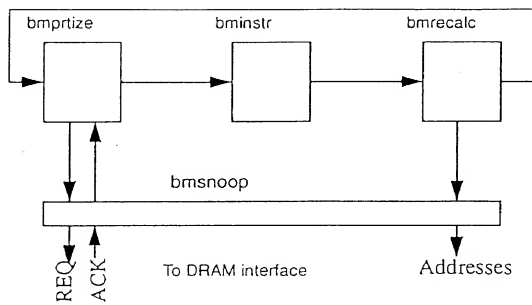 bmprtize
bminstr
bmrecalc
bmsnoop
REQ
ACK
To DRAM interface
Addresses